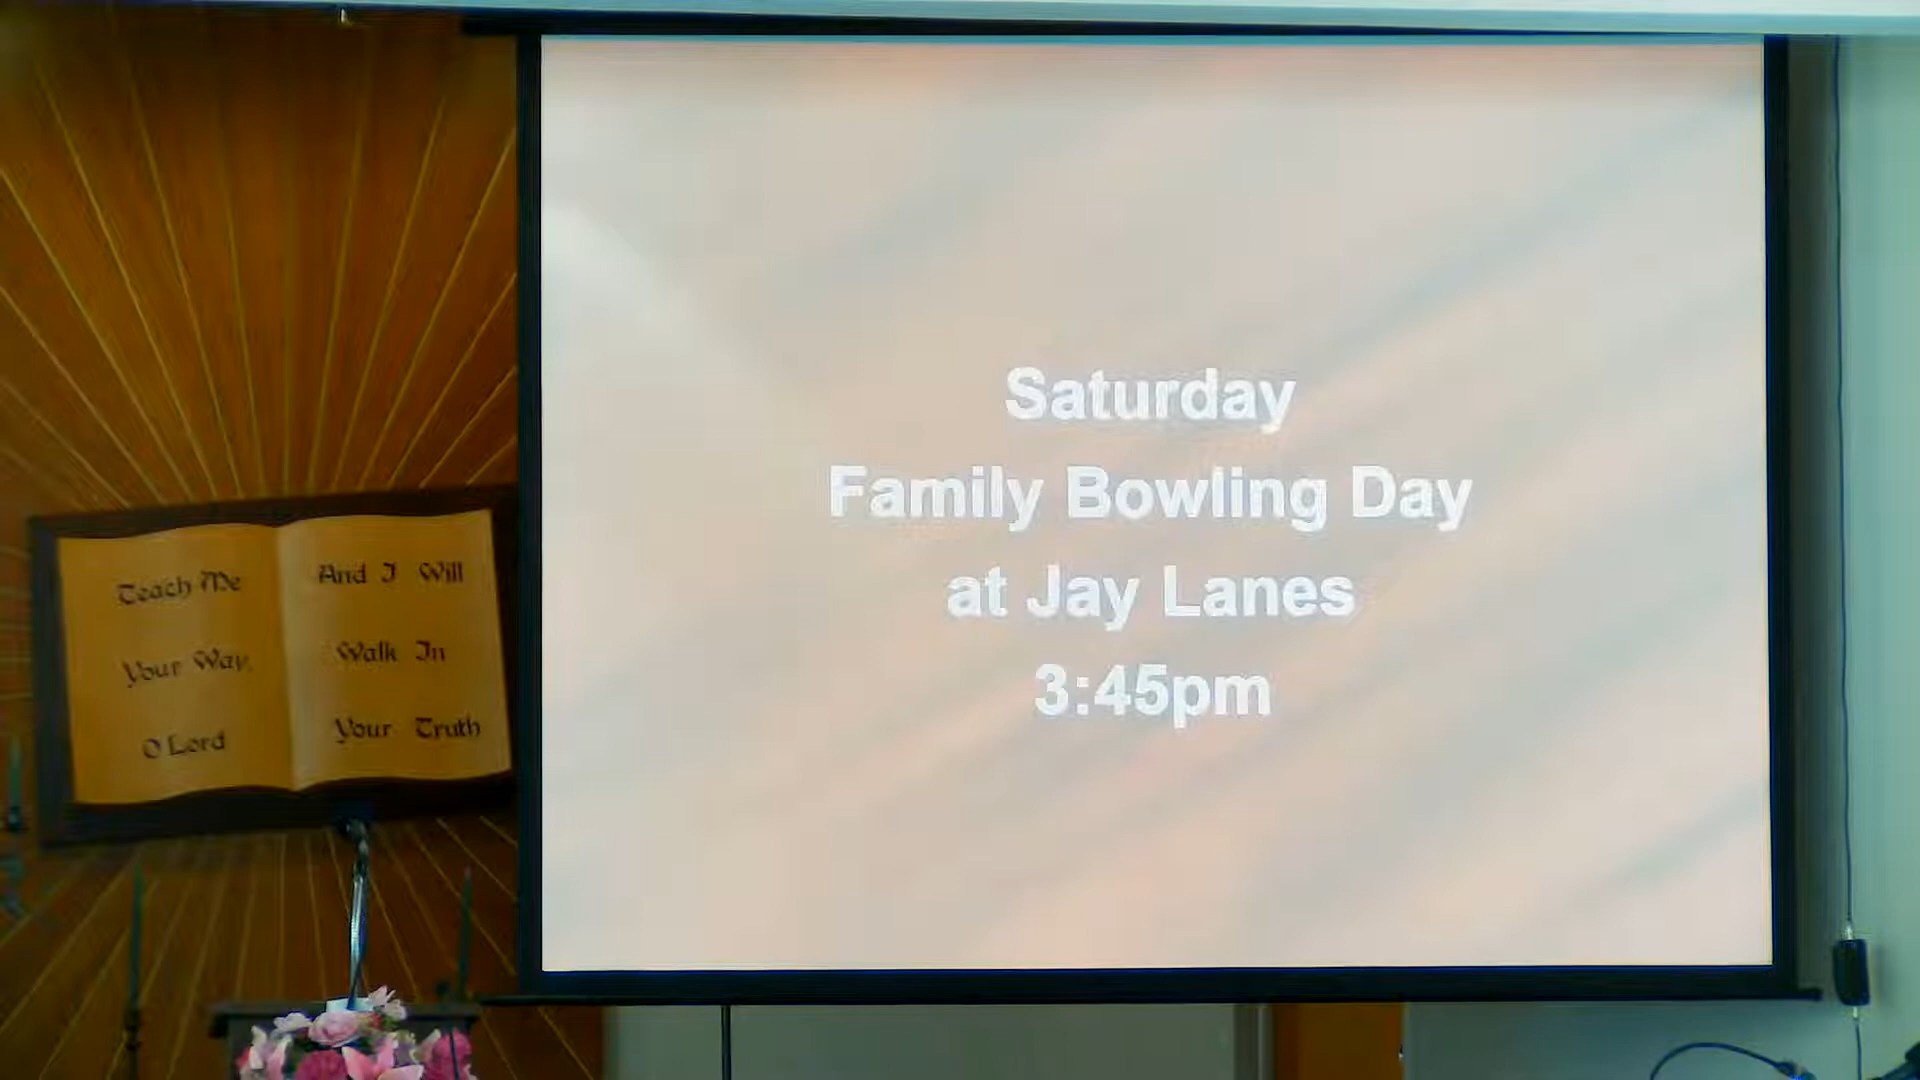 Teach Me
Your Way,
O Lord
And I Will
Walk In
Your Truth
Saturday
Family Bowling Day
at Jay Lanes
3:45pm